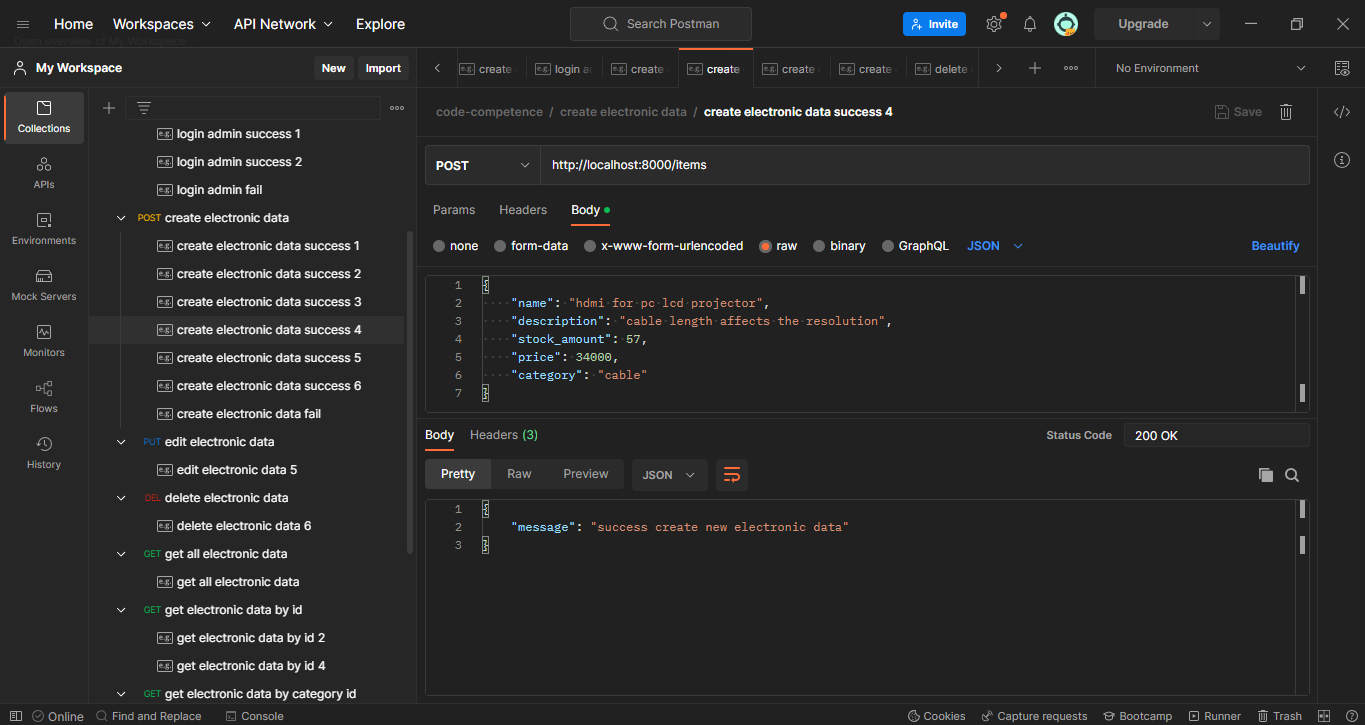 Home Workspaces API Network Explore Search Postman Invite Upgrade
Open overview of My Workspace
My Workspace New Import
e.g. create e.g. login a e.g. create e.g. create e.g. create e.g. create e.g. delete No Environment
Collections
APIs
Environments
Mock Servers
Monitors
Flows
History
e.g. login admin success 1
e.g. login admin success 2
e.g. login admin fail
POST create electronic data
e.g. create electronic data success 1
e.g. create electronic data success 2
e.g. create electronic data success 3
e.g. create electronic data success 4
e.g. create electronic data success 5
e.g. create electronic data success 6
e.g. create electronic data fail
PUT edit electronic data
e.g. edit electronic data 5
DEL delete electronic data
e.g. delete electronic data 6
GET get all electronic data
e.g. get all electronic data
GET get electronic data by id
e.g. get electronic data by id 2
e.g. get electronic data by id 4
GET get electronic data by category id
code-competence / create electronic data / create electronic data success 4 Save
POST http://localhost:8000/items
Params Headers Body
none form-data x-www-form-urlencoded raw binary GraphQL JSON Beautify
1 {
2 "name": "hdmi for pc lcd projector",
3 "description": "cable length affects the resolution",
4 "stock_amount": 57,
5 "price": 34000,
6 "category": "cable"
7 }
Body Headers (3) Status Code 200 OK
Pretty Raw Preview JSON
1 {
2 "message": "success create new electronic data"
3 }
Online Find and Replace Console Cookies Capture requests Bootcamp Runner Trash